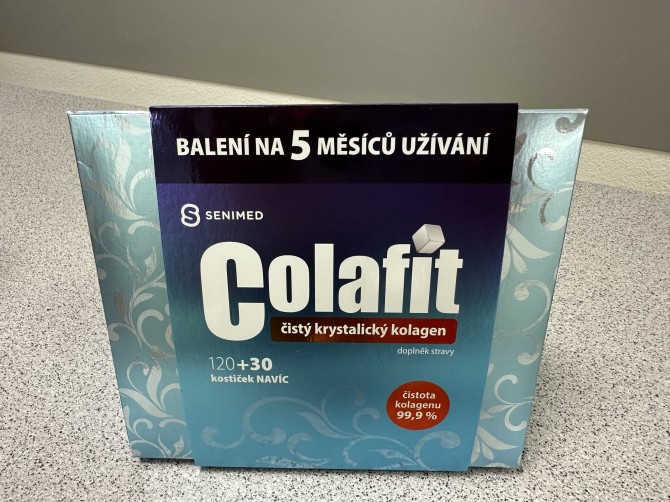 BALENÍ NA 5 MĚSÍCŮ UŽÍVÁNÍ
SENIMED
Colafit
čistý krystalický kolagen
doplněk stravy
120+30
kostiček NAVÍC
čistota
kolagenu
99,9 %